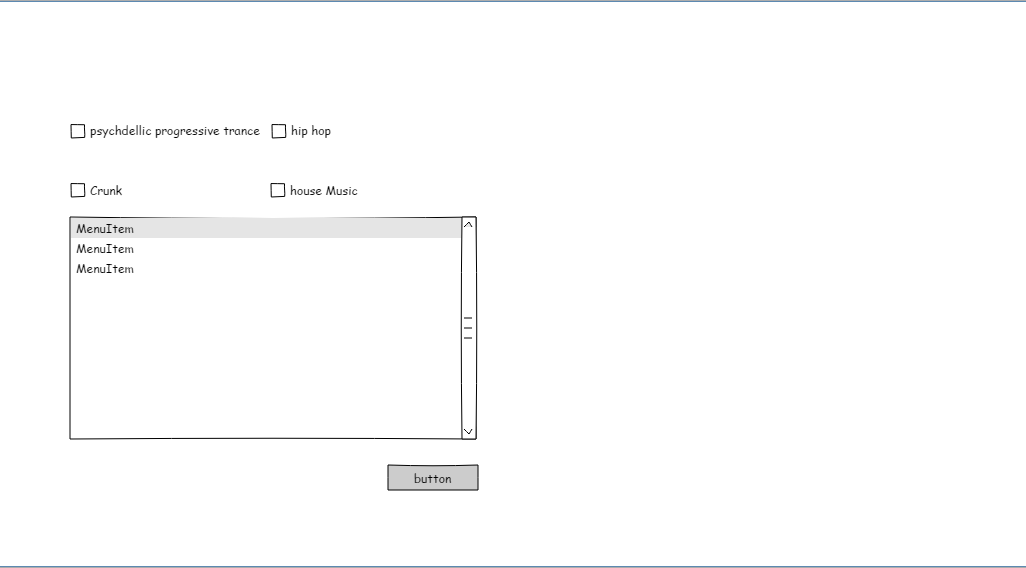 psychdellic progressive trance hip hop
Crunk house Music
MenuItem
MenuItem
MenuItem
button